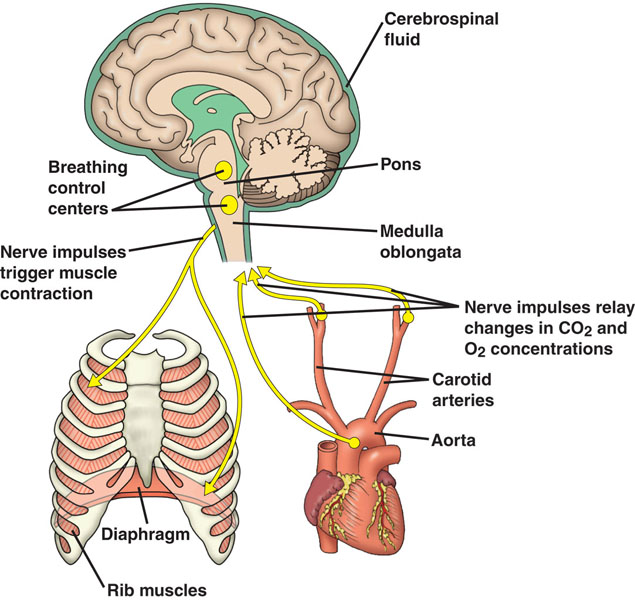 Cerebrospinal
fluid
Breathing
control
centers
Pons
Medulla
oblongata
Nerve impulses
trigger muscle
contraction
Nerve impulses relay
changes in CO2 and
O2 concentrations
Carotid
arteries
Aorta
Diaphragm
Rib muscles